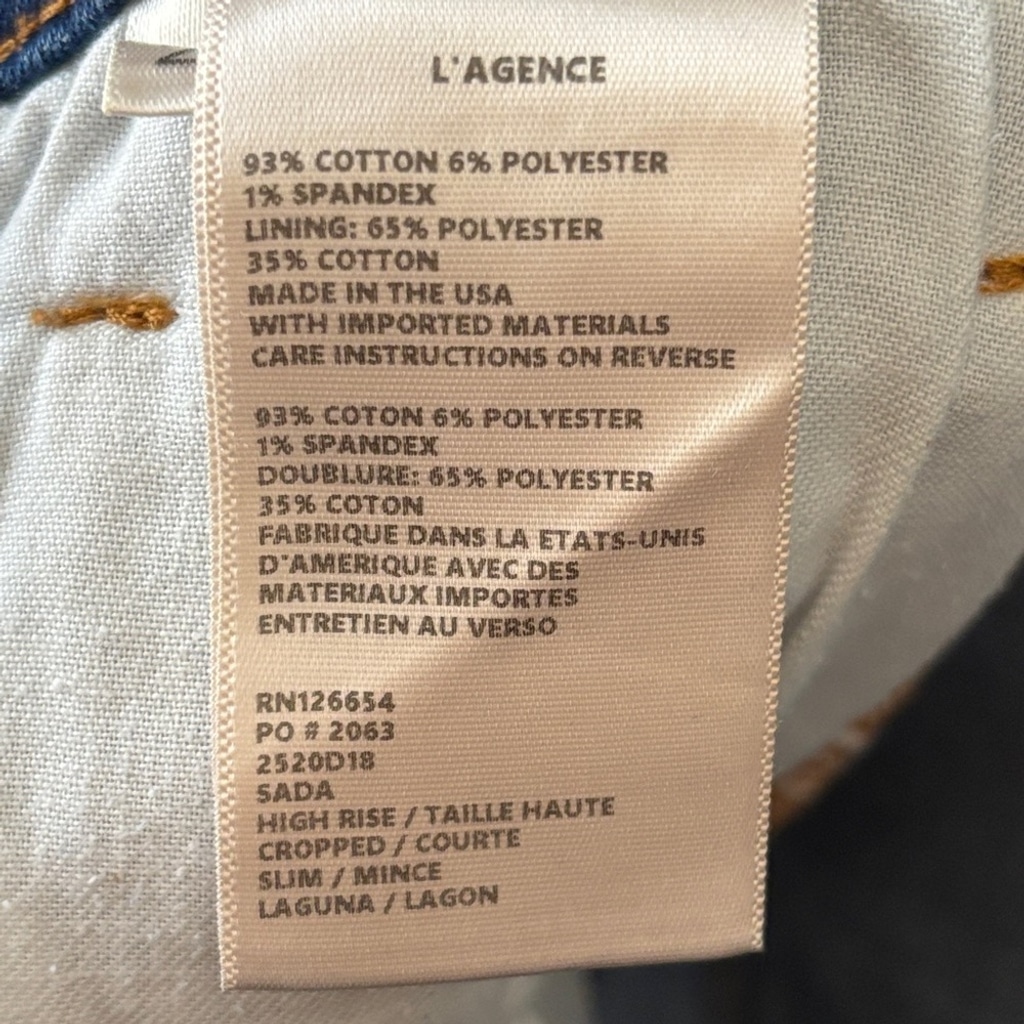 L'AGENCE
93% COTTON 6% POLYESTER
1% SPANDEX
LINING: 65% POLYESTER
35% COTTON
MADE IN THE USA
WITH IMPORTED MATERIALS
CARE INSTRUCTIONS ON REVERSE
93% COTON 6% POLYESTER
1% SPANDEX
DOUBLURE: 65% POLYESTER
35% COTON
FABRIQUE DANS LA ETATS-UNIS
D'AMERIQUE AVEC DES
MATERIAUX IMPORTES
ENTRETIEN AU VERSO
RN126654
PO # 2063
2520D18
SADA
HIGH RISE / TAILLE HAUTE
CROPPED / COURTE
SLIM / MINCE
LAGUNA / LAGON